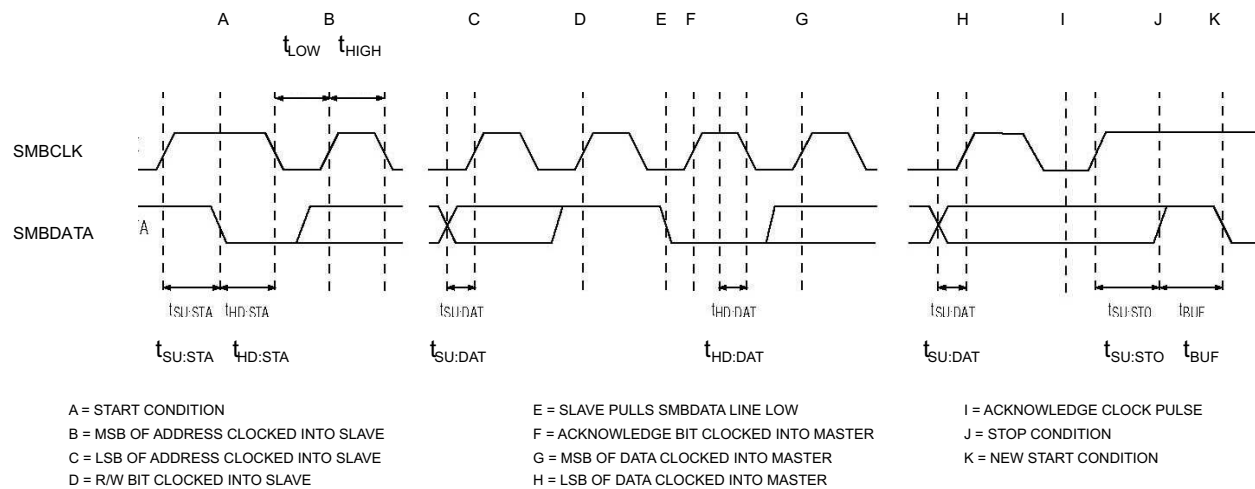 A B C D E F G H I J K
tLOW tHIGH
SMBCLK
SMBDATA
A
tSU:STA tHD:STA tSU:DAT tHD:DAT tSU:DAT tSU:STO tBUF
tSU:STA tHD:STA tSU:DAT tHD:DAT tSU:DAT tSU:STO tBUF
A = START CONDITION
B = MSB OF ADDRESS CLOCKED INTO SLAVE
C = LSB OF ADDRESS CLOCKED INTO SLAVE
D = R/W BIT CLOCKED INTO SLAVE
E = SLAVE PULLS SMBDATA LINE LOW
F = ACKNOWLEDGE BIT CLOCKED INTO MASTER
G = MSB OF DATA CLOCKED INTO MASTER
H = LSB OF DATA CLOCKED INTO MASTER
I = ACKNOWLEDGE CLOCK PULSE
J = STOP CONDITION
K = NEW START CONDITION